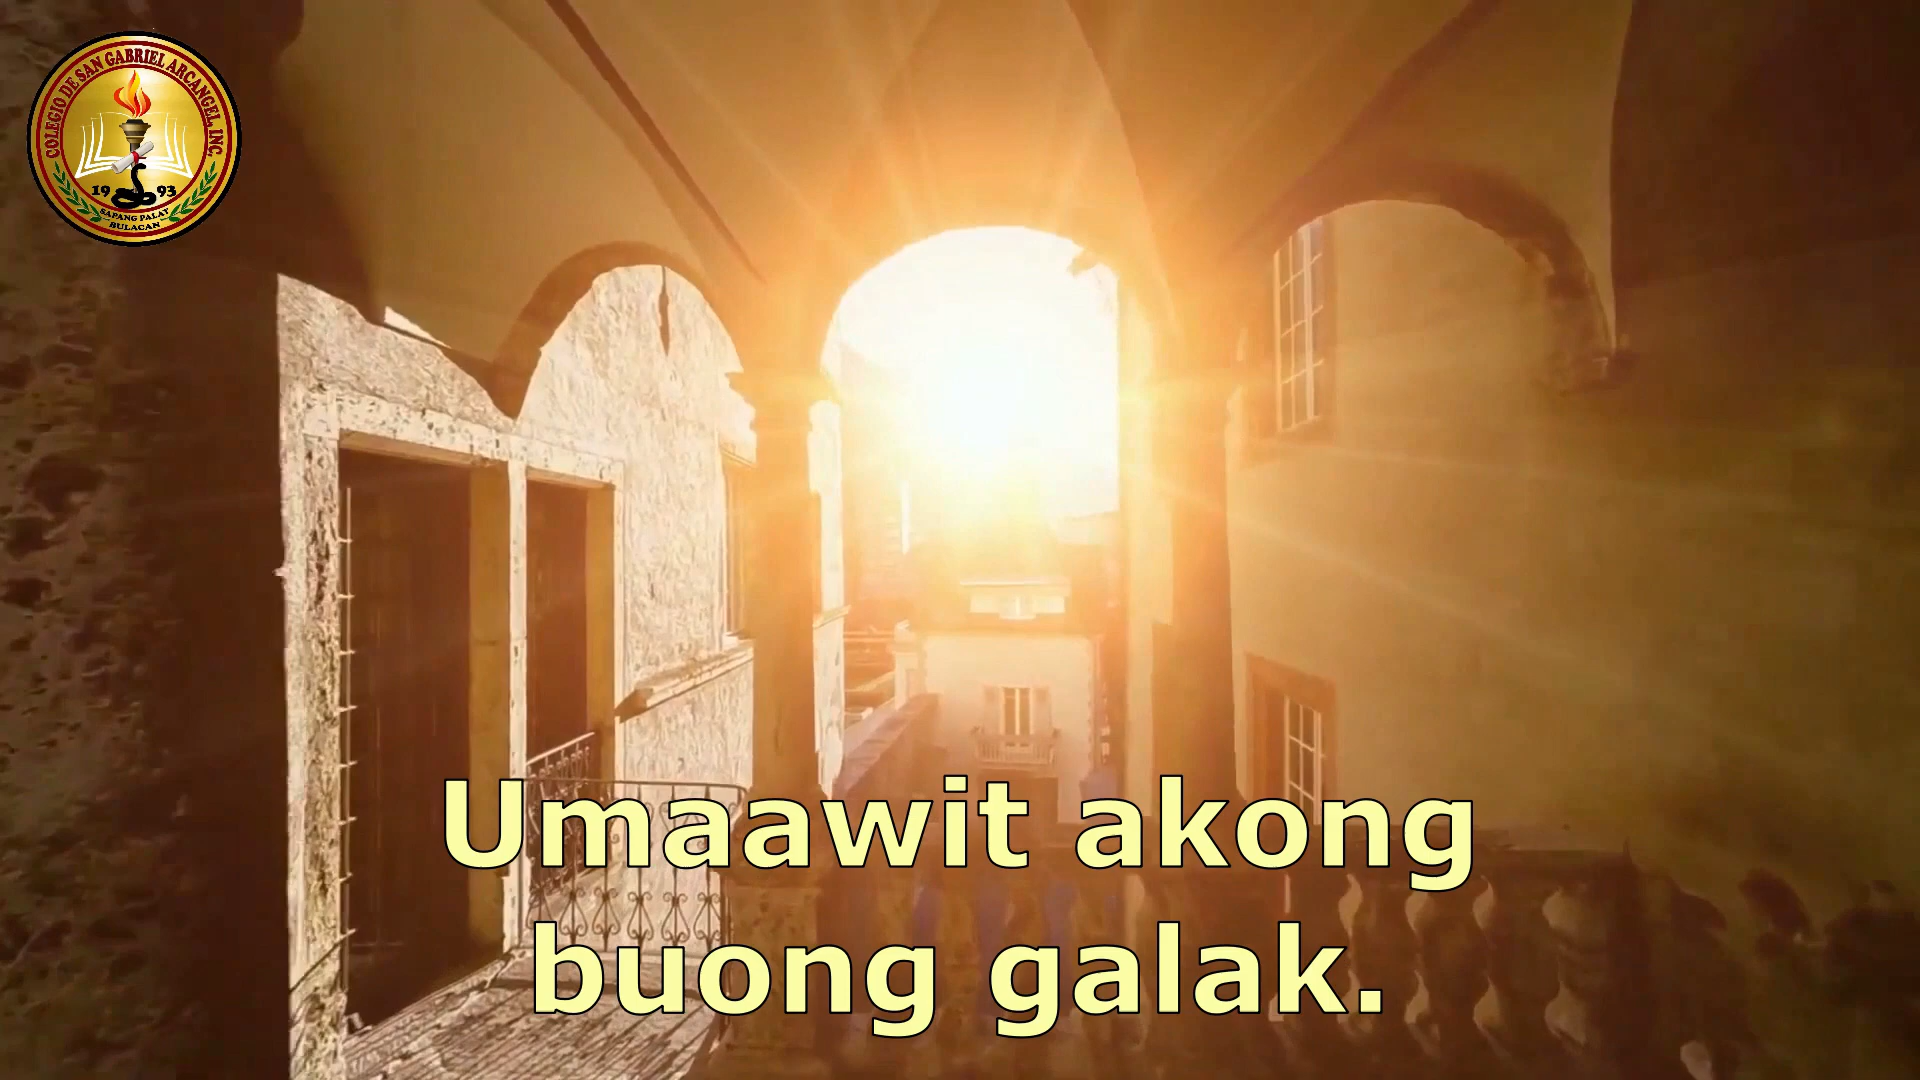 COLEGIO DE SAN GABRIEL ARCANGEL, INC.
19 93
SAPANG PALAY
BULACAN
Umaawit akong
buong galak.